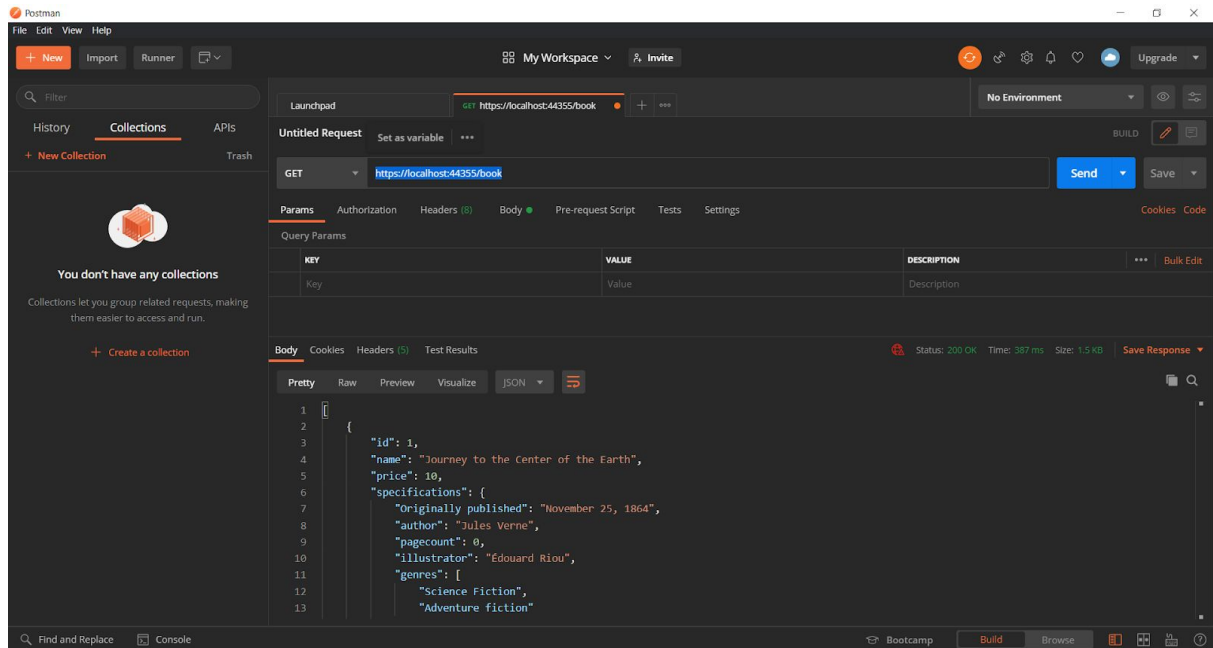 Postman
File Edit View Help
+ New Import Runner My Workspace Invite Upgrade
Filter
History Collections APIs
+ New Collection Trash
You don't have any collections
Collections let you group related requests, making
them easier to access and run.
+ Create a collection
Launchpad GET https://localhost:44355/book + ••• No Environment
Untitled Request Set as variable ••• BUILD
GET https://localhost:44355/book Send Save
Params Authorization Headers (8) Body Pre-request Script Tests Settings Cookies Code
Query Params
KEY VALUE DESCRIPTION ••• Bulk Edit
Key Value Description
Body Cookies Headers (5) Test Results Status: 200 OK Time: 387 ms Size: 1.5 KB Save Response
Pretty Raw Preview Visualize JSON
1 [
2 {
3 "id": 1,
4 "name": "Journey to the Center of the Earth",
5 "price": 10,
6 "specifications": {
7 "Originally published": "November 25, 1864",
8 "author": "Jules Verne",
9 "pagecount": 0,
10 "illustrator": "Édouard Riou",
11 "genres": [
12 "Science Fiction",
13 "Adventure fiction"
Find and Replace Console Bootcamp Build Browse